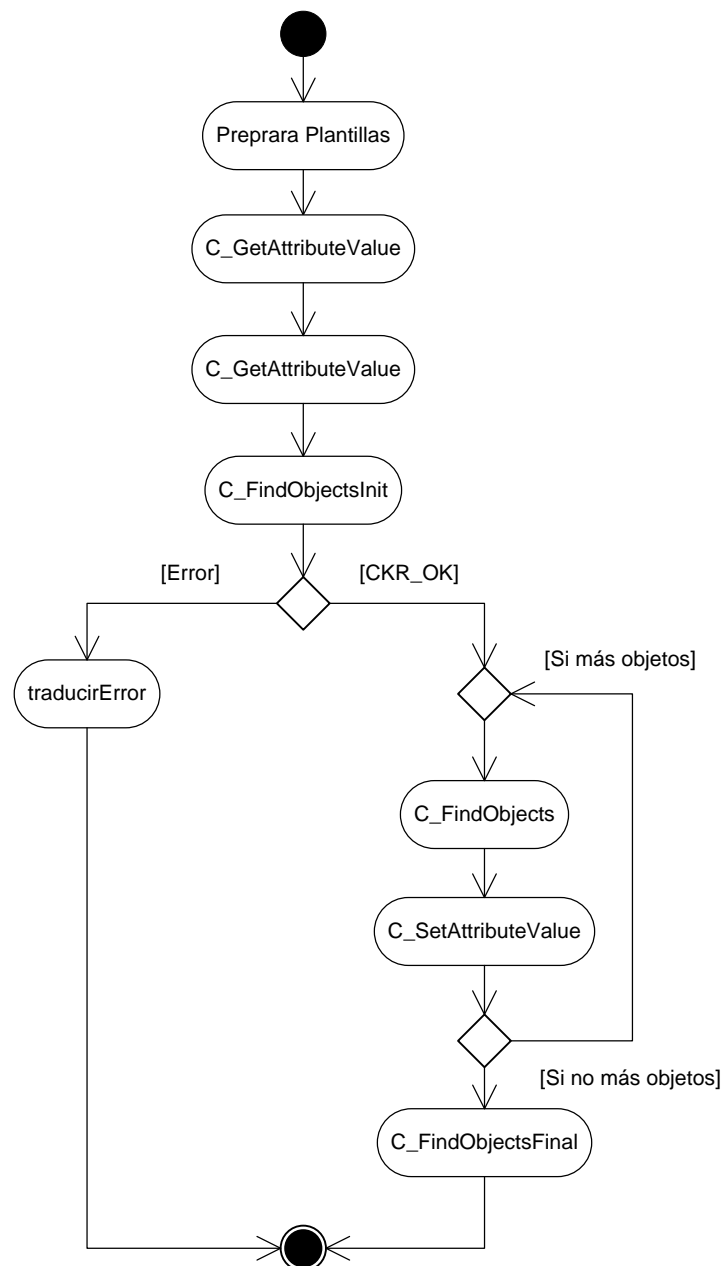 Preprara Plantillas
C_GetAttributeValue
C_GetAttributeValue
C_FindObjectsInit
[Error]
[CKR_OK]
[Si más objetos]
traducirError
C_FindObjects
C_SetAttributeValue
[Si no más objetos]
C_FindObjectsFinal